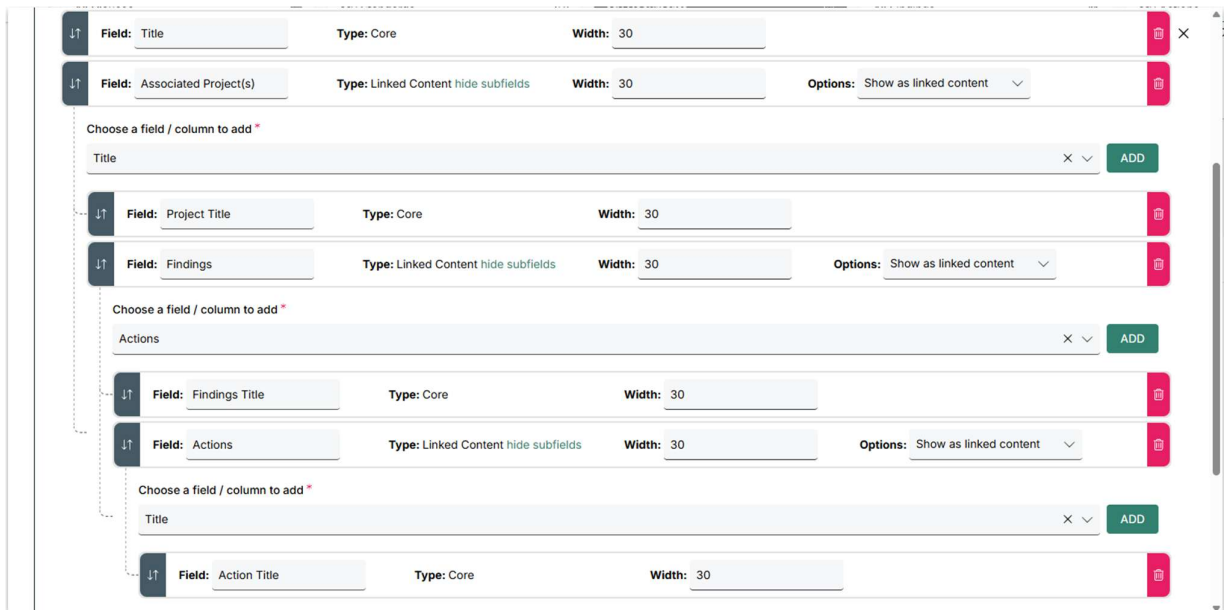 Field: Title Type: Core Width: 30
Field: Associated Project(s) Type: Linked Content hide subfields Width: 30 Options: Show as linked content
Choose a field / column to add *
Title ADD
Field: Project Title Type: Core Width: 30
Field: Findings Type: Linked Content hide subfields Width: 30 Options: Show as linked content
Choose a field / column to add *
Actions ADD
Field: Findings Title Type: Core Width: 30
Field: Actions Type: Linked Content hide subfields Width: 30 Options: Show as linked content
Choose a field / column to add *
Title ADD
Field: Action Title Type: Core Width: 30